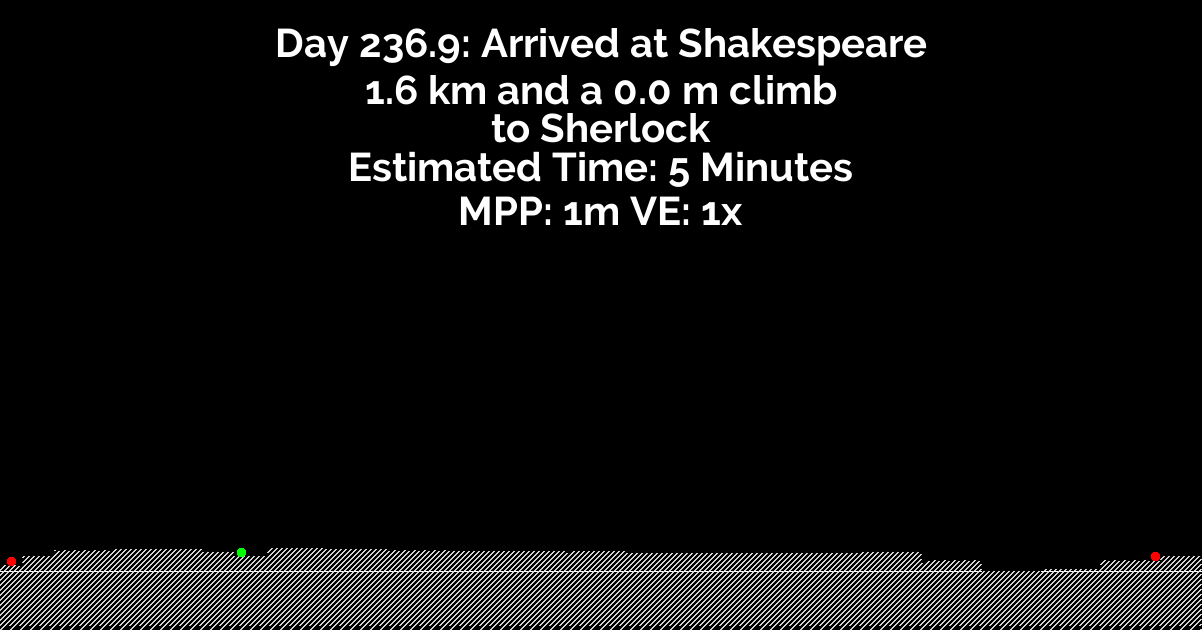 Day 236.9: Arrived at Shakespeare
1.6 km and a 0.0 m climb
to Sherlock
Estimated Time: 5 Minutes
MPP: 1m VE: 1x